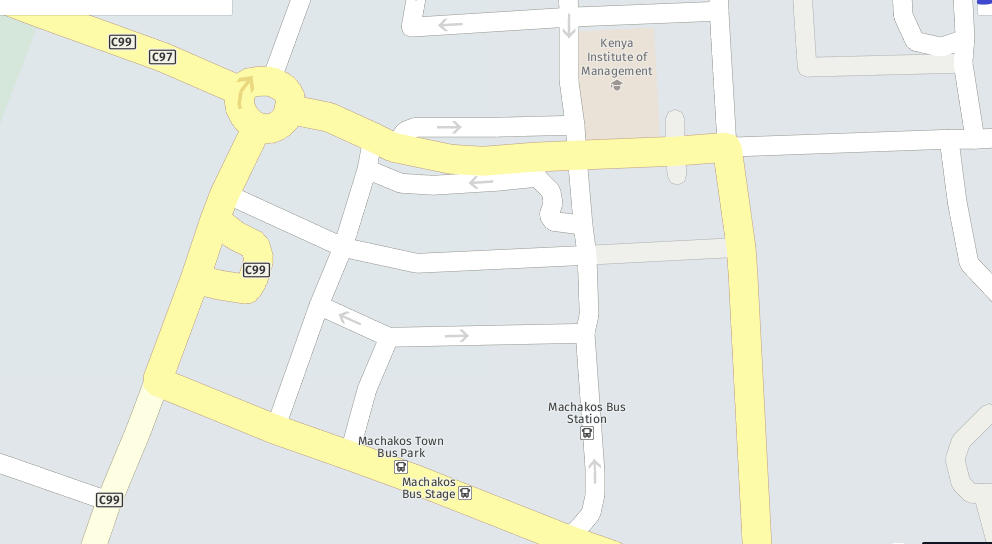 C99
C97
Kenya
Institute of
Management
C99
Machakos Bus
Station
Machakos Town
Bus Park
Machakos
Bus Stage
C99